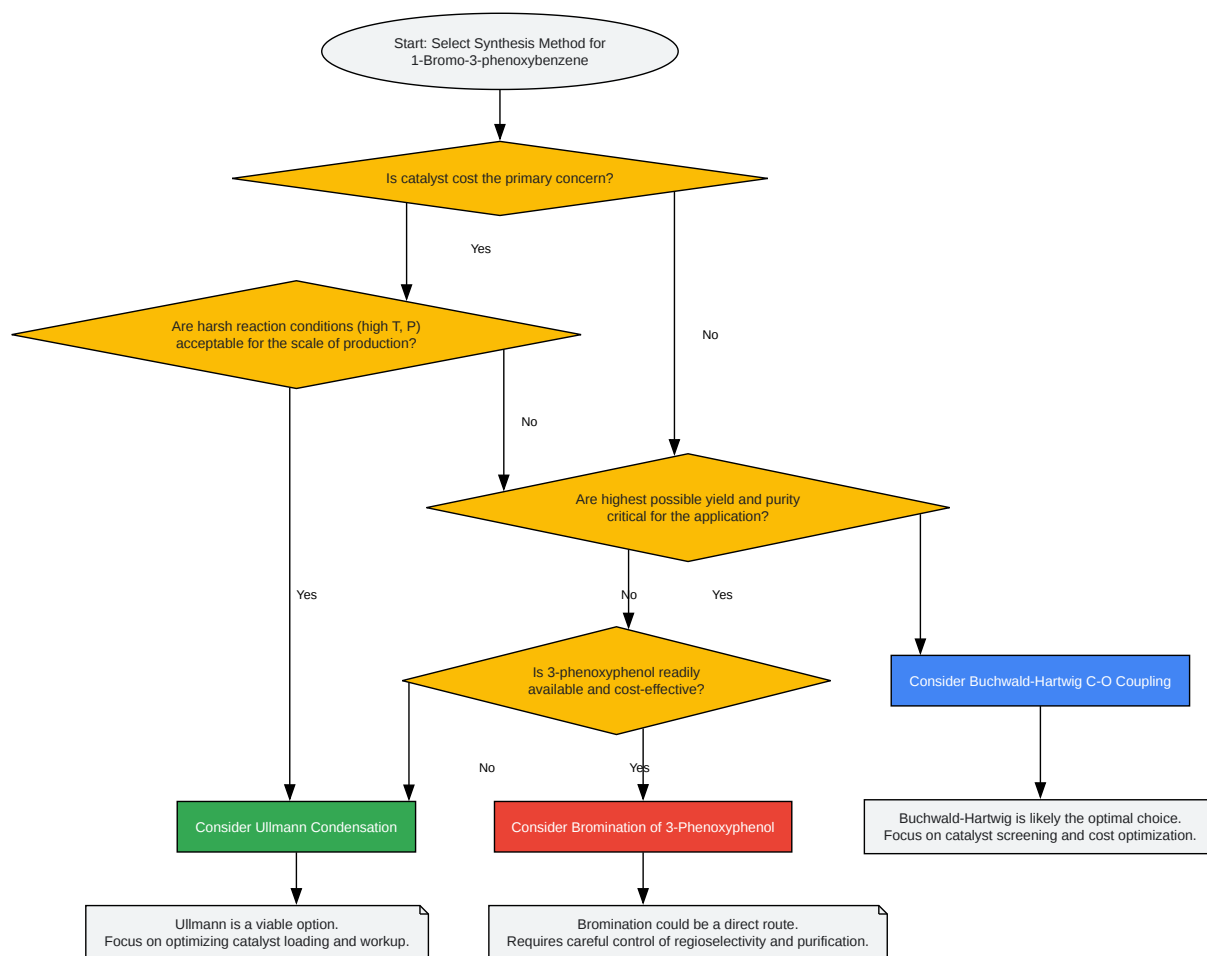 Start: Select Synthesis Method for
1-Bromo-3-phenoxybenzene
Is catalyst cost the primary concern?
Yes
Are harsh reaction conditions (high T, P)
acceptable for the scale of production?
No
No
Are highest possible yield and purity
critical for the application?
Yes
No
Yes
Is 3-phenoxyphenol readily
available and cost-effective?
Consider Buchwald-Hartwig C-O Coupling
No
Yes
Consider Ullmann Condensation
Consider Bromination of 3-Phenoxyphenol
Buchwald-Hartwig is likely the optimal choice.
Focus on catalyst screening and cost optimization.
Ullmann is a viable option.
Focus on optimizing catalyst loading and workup.
Bromination could be a direct route.
Requires careful control of regioselectivity and purification.